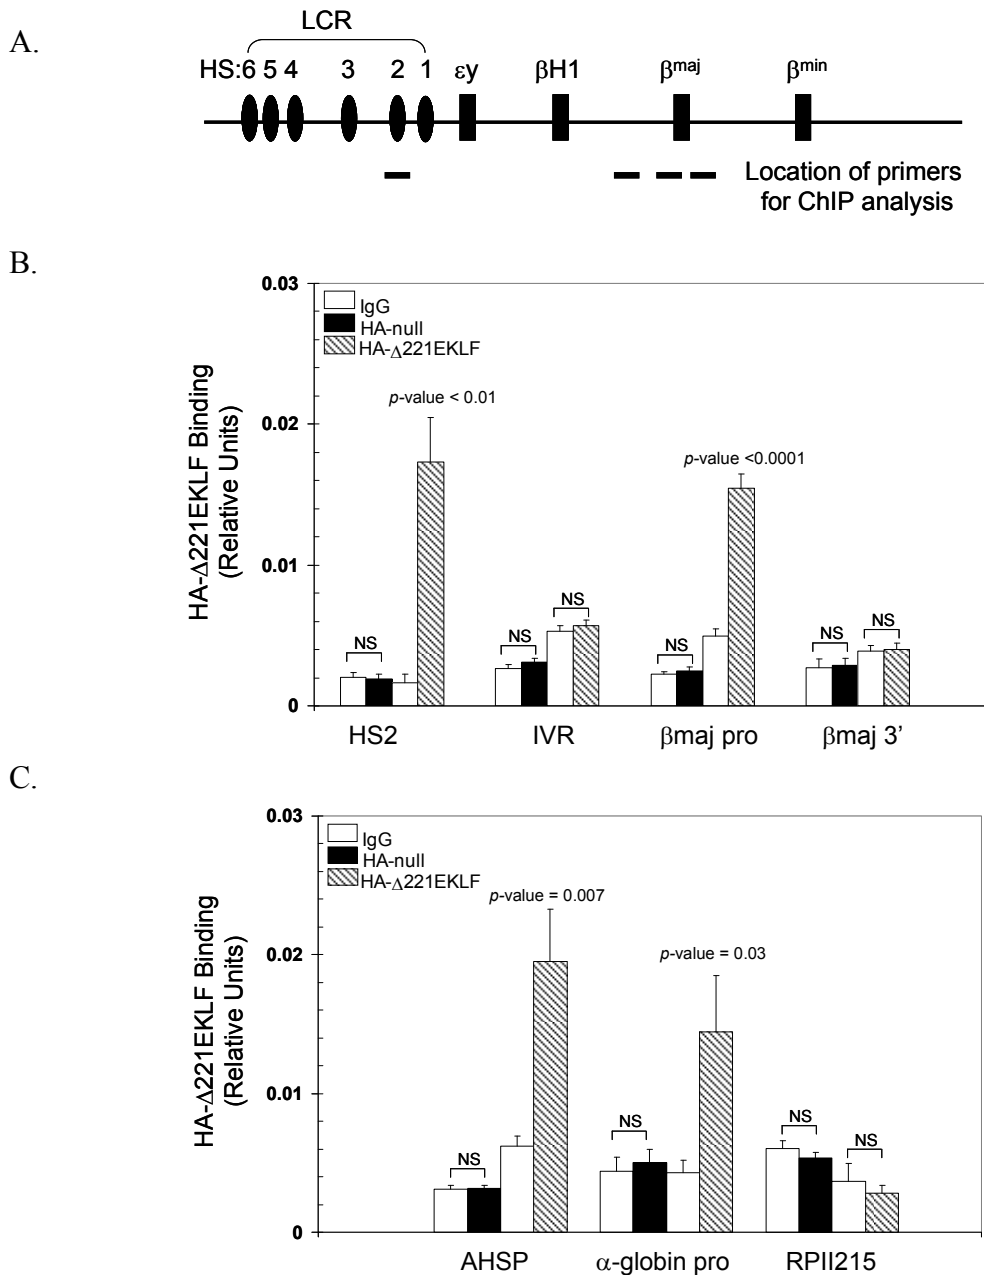 A.
LCR
HS:6 5 4 3 2 1 εy βH1 βmaj βmin
Location of primers
for ChIP analysis
B.
HA-Δ221EKLF Binding
(Relative Units)
0.03
0.02
0.01
0
IgG
HA-null
HA-Δ221EKLF
p-value < 0.01
p-value <0.0001
NS
NS
NS
NS
NS
NS
HS2 IVR βmaj pro βmaj 3’
C.
HA-Δ221EKLF Binding
(Relative Units)
0.03
0.02
0.01
0
IgG
HA-null
HA-Δ221EKLF
p-value = 0.007
p-value = 0.03
NS
NS
NS
NS
AHSP α-globin pro RPII215